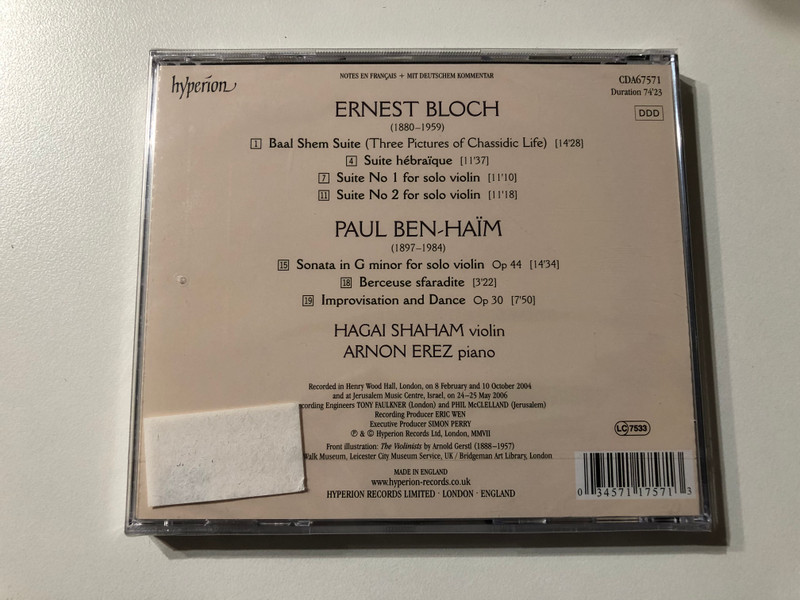 hyperion
NOTES EN FRANÇAIS + MIT DEUTSCHEM KOMMENTAR
CDA67571
Duration 74'23
DDD
ERNEST BLOCH
(1880–1959)
1 Baal Shem Suite (Three Pictures of Chassidic Life) [14'28]
4 Suite hébraïque [11'37]
7 Suite No 1 for solo violin [11'10]
11 Suite No 2 for solo violin [11'18]
PAUL BEN-HAÏM
(1897–1984)
15 Sonata in G minor for solo violin Op 44 [14'34]
18 Berceuse sfaradite [3'22]
19 Improvisation and Dance Op 30 [7'50]
HAGAI SHAHAM violin
ARNON EREZ piano
Recorded in Henry Wood Hall, London, on 8 February and 10 October 2004
and at Jerusalem Music Centre, Israel, on 24–25 May 2006
cording Engineers TONY FAULKNER (London) and PHIL McCLELLAND (Jerusalem)
Recording Producer ERIC WEN
Executive Producer SIMON PERRY
℗ & © Hyperion Records Ltd, London, MMVII
Front illustration: The Violinists by Arnold Gerstl (1888–1957)
Walk Museum, Leicester City Museum Service, UK / Bridgeman Art Library, London
LC 7533
MADE IN ENGLAND
www.hyperion-records.co.uk
HYPERION RECORDS LIMITED · LONDON · ENGLAND
0 34571 17571 3